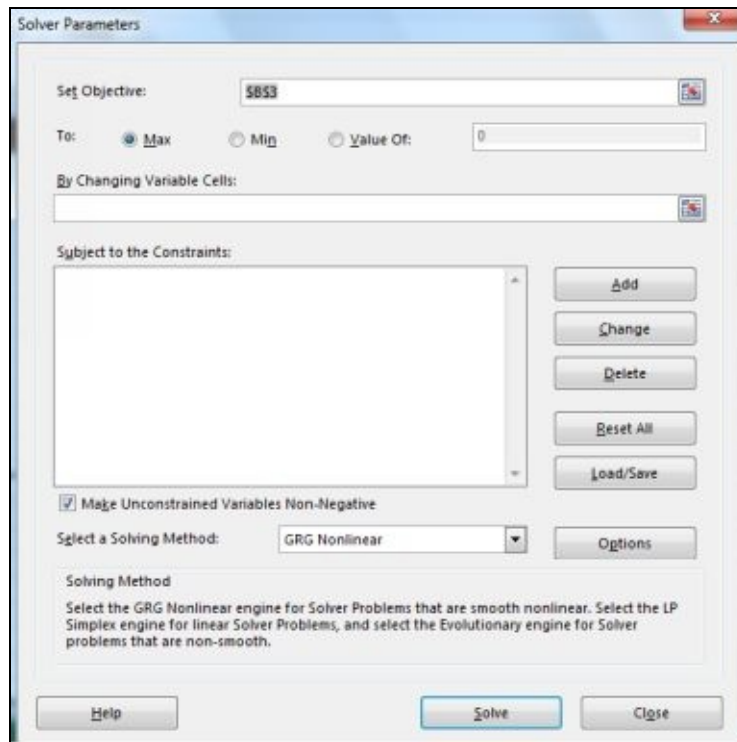 Solver Parameters
Set Objective: $B$3
To: Max Min Value Of: 0
By Changing Variable Cells:
Subject to the Constraints:
Add
Change
Delete
Reset All
Load/Save
Make Unconstrained Variables Non-Negative
Select a Solving Method: GRG Nonlinear Options
Solving Method
Select the GRG Nonlinear engine for Solver Problems that are smooth nonlinear. Select the LP
Simplex engine for linear Solver Problems, and select the Evolutionary engine for Solver
problems that are non-smooth.
Help Solve Close